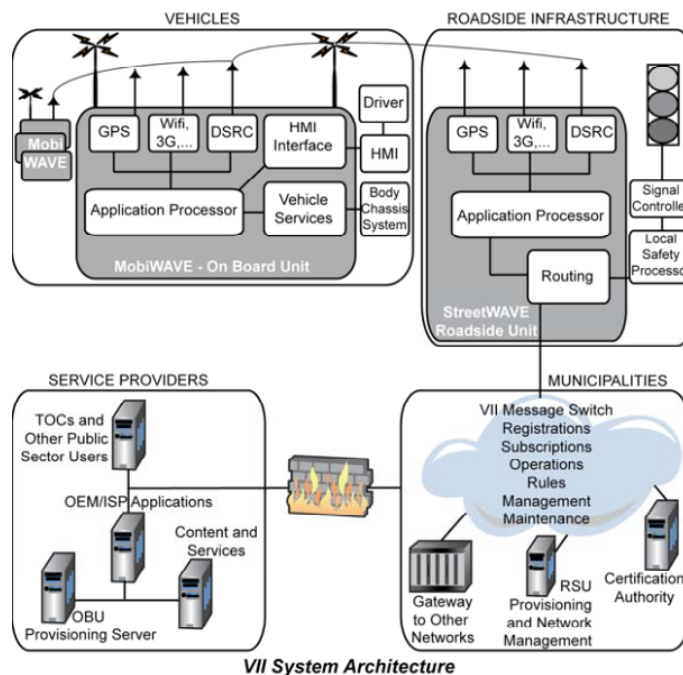 VEHICLES
Mobi
WAVE
GPS
Wifi,
3G,...
DSRC
HMI
Interface
Driver
HMI
Application Processor
Vehicle
Services
Body
Chassis
System
MobiWAVE - On Board Unit
ROADSIDE INFRASTRUCTURE
GPS
Wifi,
3G,...
DSRC
Application Processor
Routing
Signal
Controlle
Local
Safety
Processo
StreetWAVE
Roadside Unit
SERVICE PROVIDERS
TOCs and
Other Public
Sector Users
OEM/ISP Applications
Content and
Services
OBU
Provisioning Server
MUNICIPALITIES
VII Message Switch
Registrations
Subscriptions
Operations
Rules
Management
Maintenance
Gateway
to Other
Networks
RSU
Provisioning
and Network
Management
Certification
Authority
VII System Architecture